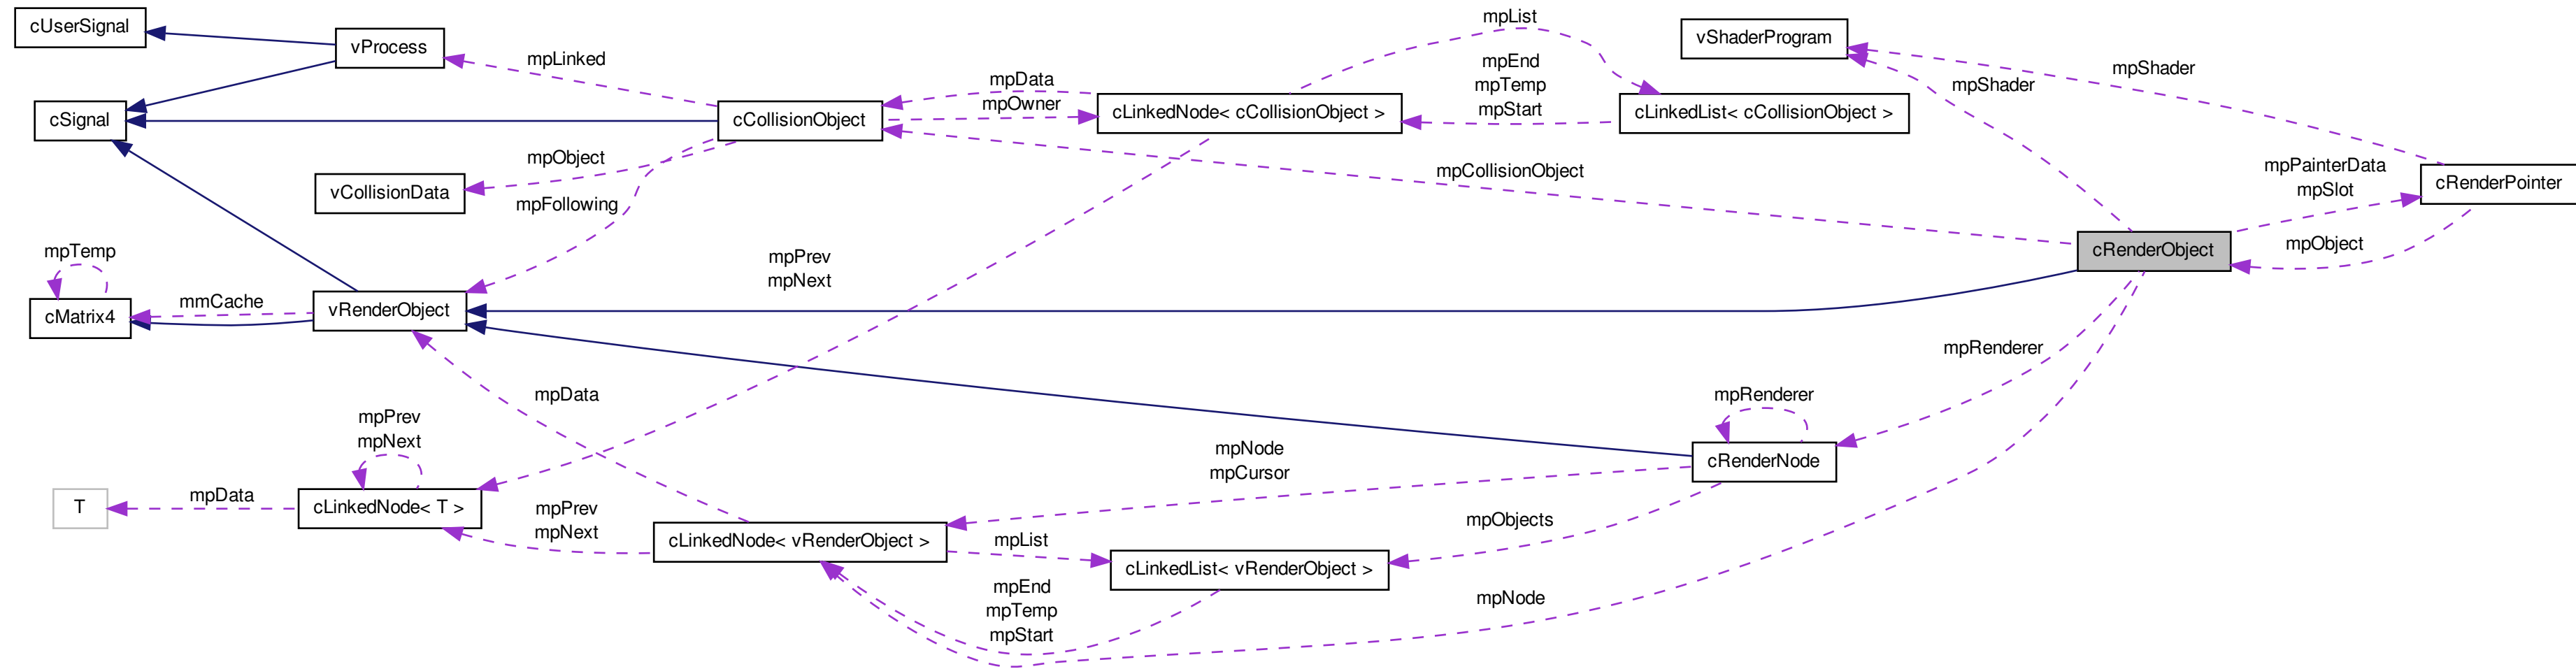 cUserSignal
vProcess
mpLinked
cSignal
cCollisionObject
mpData
mpOwner
cLinkedNode< cCollisionObject >
mpList
mpEnd
mpTemp
mpStart
cLinkedList< cCollisionObject >
vShaderProgram
mpShader
mpShader
mpObject
vCollisionData
mpFollowing
mpCollisionObject
mpPainterData
mpSlot
cRenderPointer
cRenderObject
mpObject
mpTemp
cMatrix4
mmCache
vRenderObject
mpPrev
mpNext
mpRenderer
mpData
mpRenderer
cRenderNode
mpPrev
mpNext
mpNode
mpCursor
T
mpData
cLinkedNode< T >
mpPrev
mpNext
cLinkedNode< vRenderObject >
mpList
mpObjects
cLinkedList< vRenderObject >
mpEnd
mpTemp
mpStart
mpNode